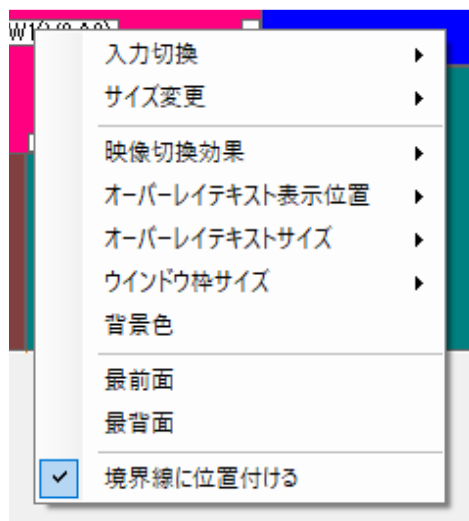 入力切換
サイズ変更
映像切換効果
オーバーレイテキスト表示位置
オーバーレイテキストサイズ
ウインドウ枠サイズ
背景色
最前面
最背面
境界線に位置付ける